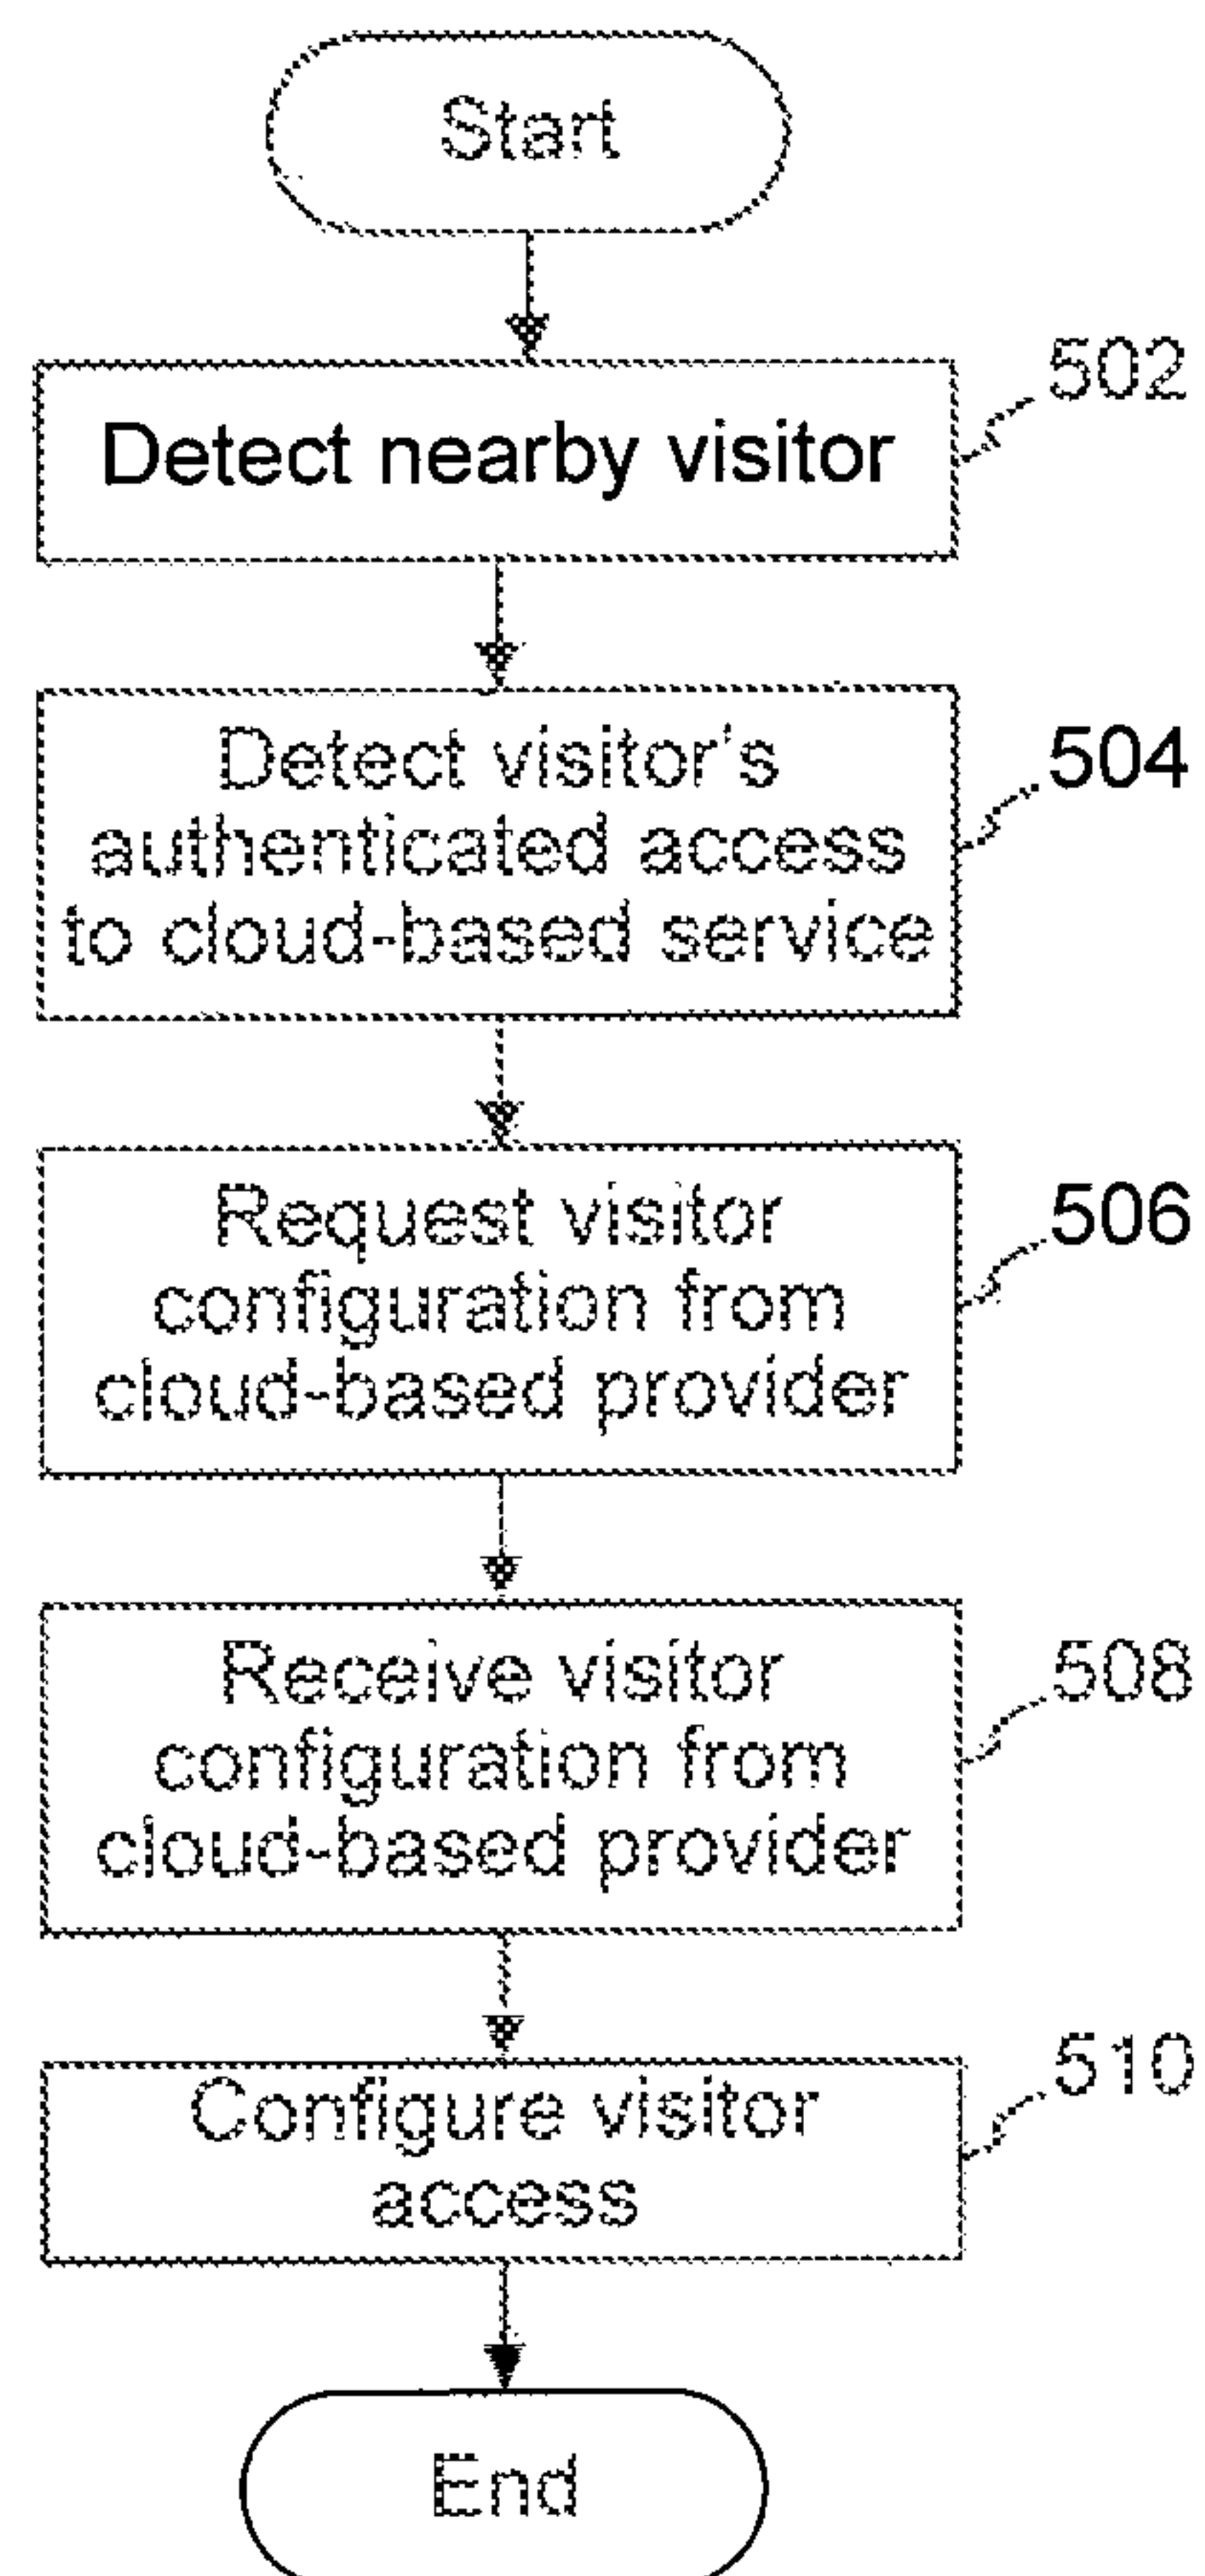 Start
502
Detect nearby visitor
504
Detect visitor's
authenticated access
to cloud-based service
506
Request visitor
configuration from
cloud-based provider
508
Receive visitor
configuration from
cloud-based provider
510
Configure visitor
access
End